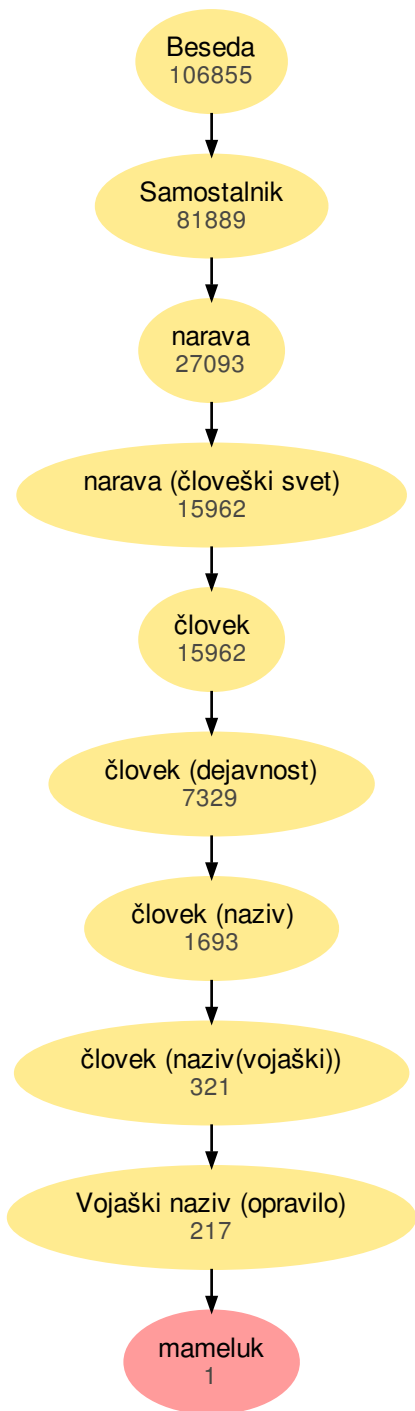 Beseda
106855
Samostalnik
81889
narava
27093
narava (človeški svet)
15962
človek
15962
človek (dejavnost)
7329
človek (naziv)
1693
človek (naziv(vojaški))
321
Vojaški naziv (opravilo)
217
mameluk
1